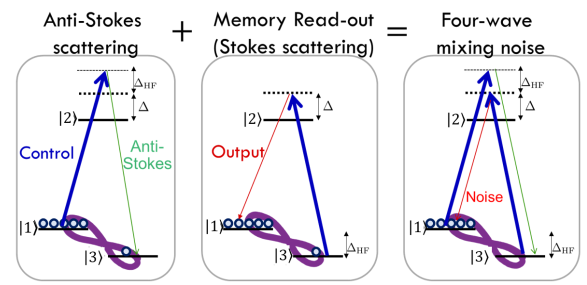 Anti-Stokes
scattering
+
Memory Read-out
(Stokes scattering)
=
Four-wave
mixing noise
Δ_HF
Δ
|2⟩
Control
Anti-
Stokes
|1⟩
|3⟩
Δ
|2⟩
Output
|1⟩
Δ_HF
|3⟩
Δ_HF
Δ
|2⟩
Noise
|1⟩
Δ_HF
|3⟩